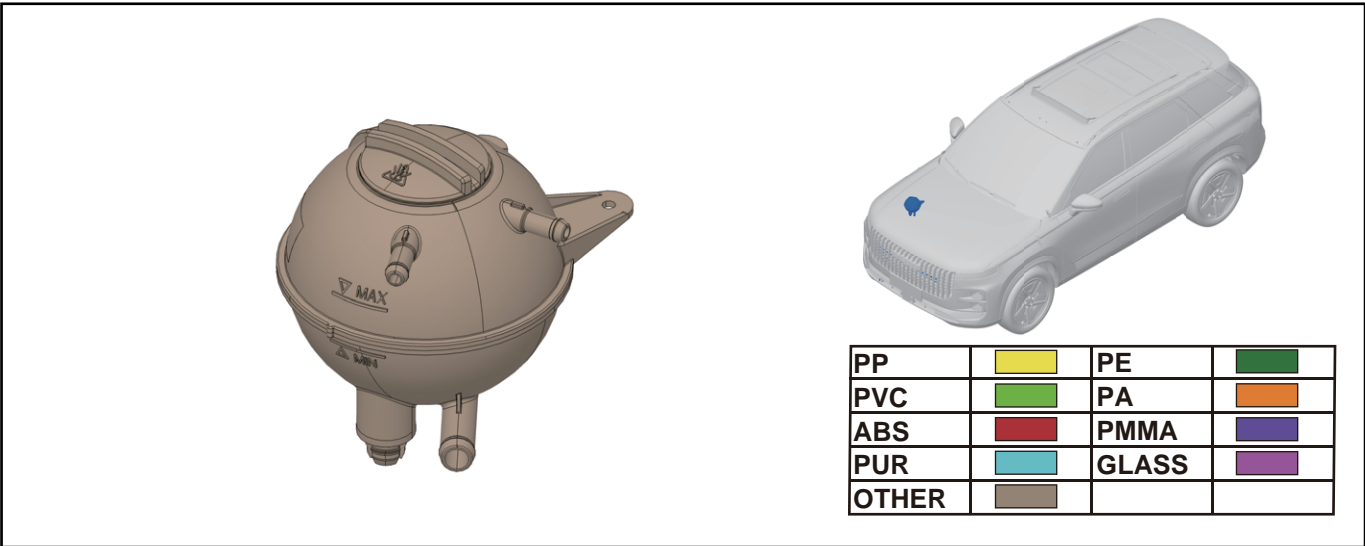 MAX
MIN
PP PE
PVC PA
ABS PMMA
PUR GLASS
OTHER